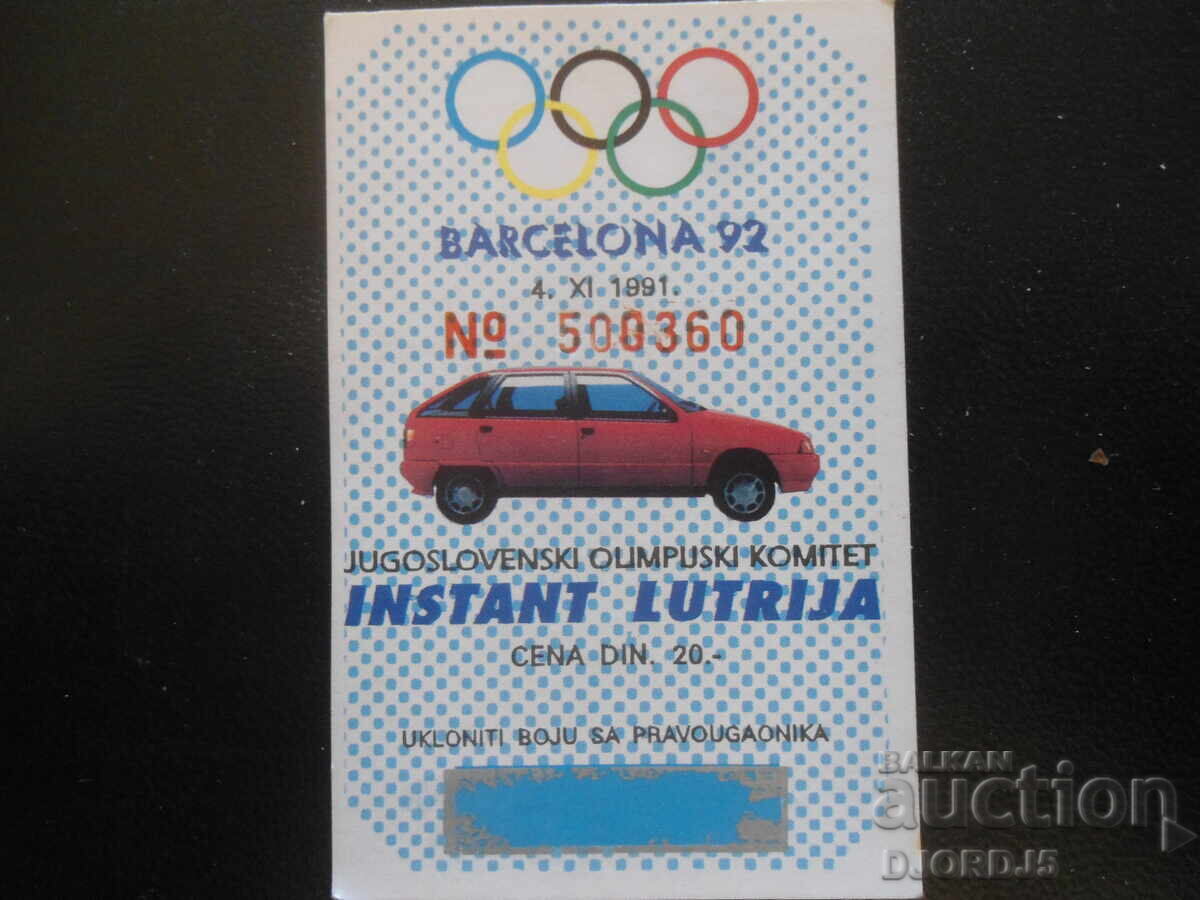 BARCELONA 92
4. XI 1991.
№ 500360
JUGOSLOVENSKI OLIMPIJSKI KOMITET
INSTANT LUTRIJA
CENA DIN. 20.-
UKLONITI BOJU SA PRAVOUGAONIKA
BALKAN
auction
DJORDJ5